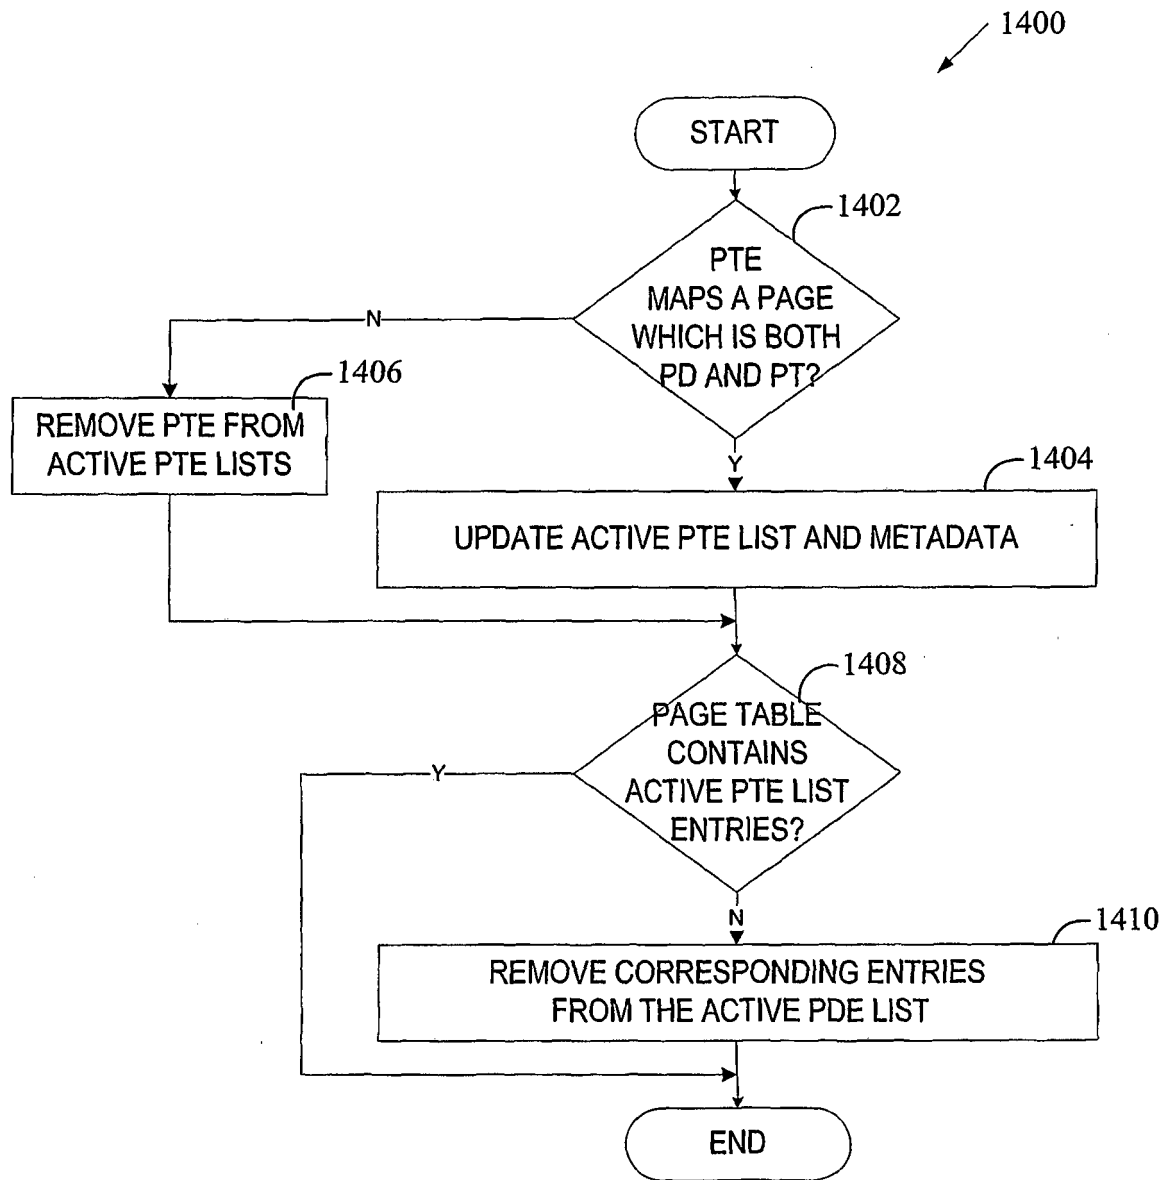 1400
START
1402
PTE
MAPS A PAGE
WHICH IS BOTH
PD AND PT?
N
1406
REMOVE PTE FROM
ACTIVE PTE LISTS
Y
1404
UPDATE ACTIVE PTE LIST AND METADATA
1408
PAGE TABLE
CONTAINS
ACTIVE PTE LIST
ENTRIES?
Y
N
1410
REMOVE CORRESPONDING ENTRIES
FROM THE ACTIVE PDE LIST
END